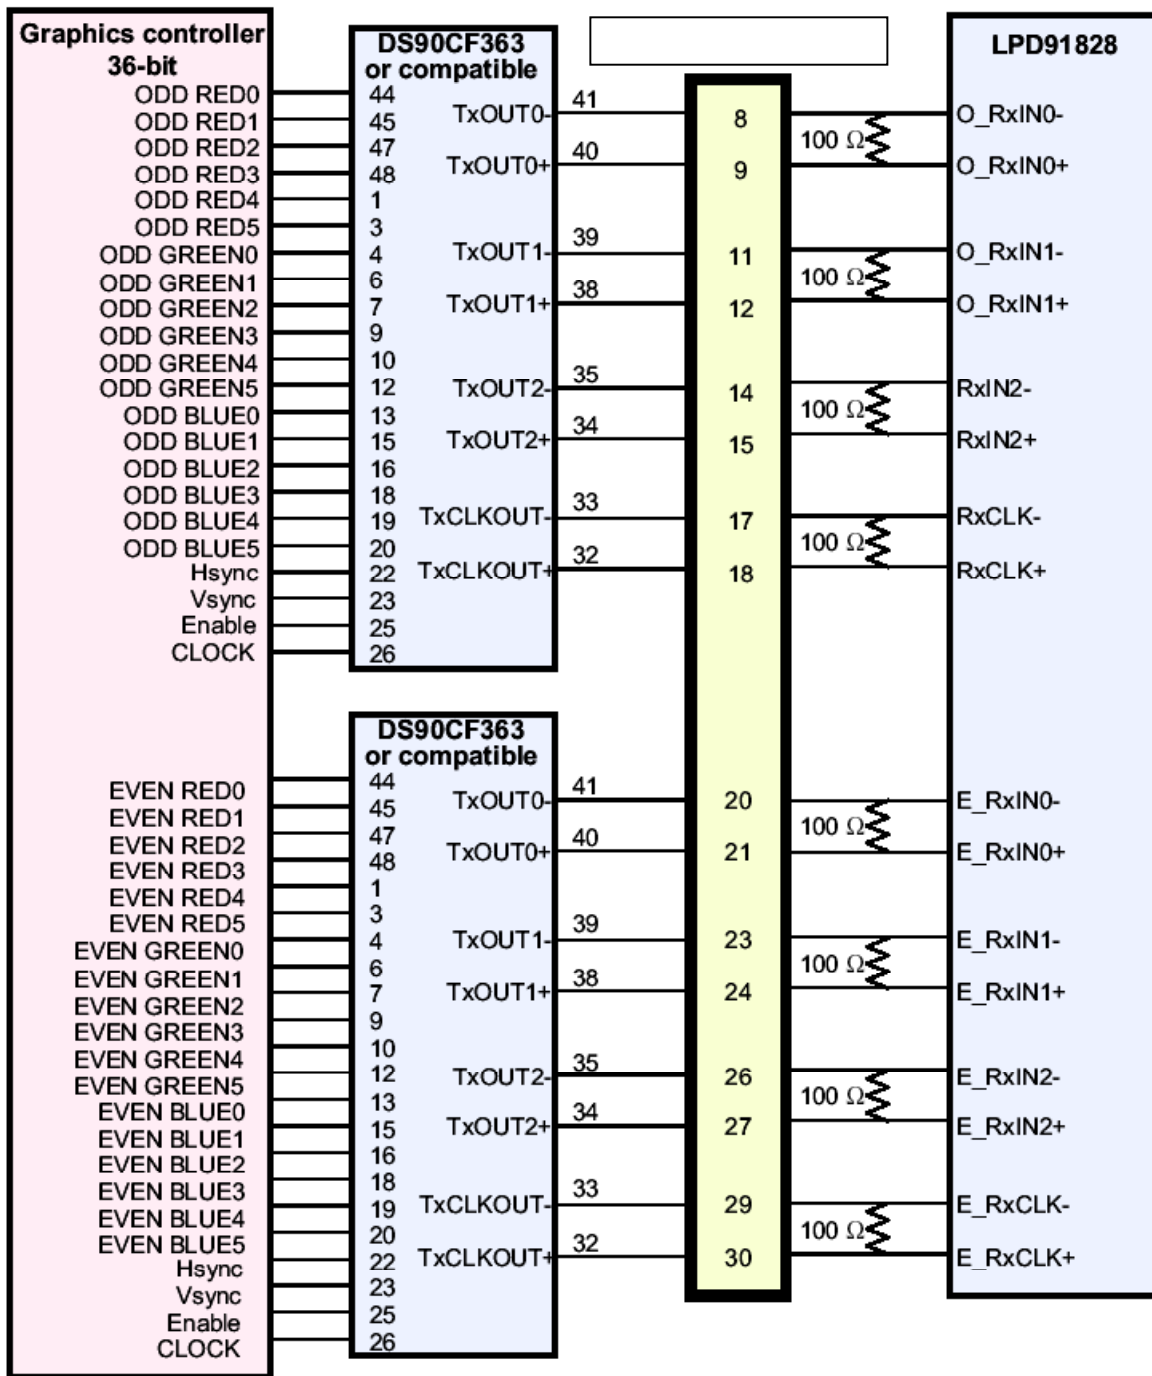 Graphics controller
36-bit
ODD RED0
ODD RED1
ODD RED2
ODD RED3
ODD RED4
ODD RED5
ODD GREEN0
ODD GREEN1
ODD GREEN2
ODD GREEN3
ODD GREEN4
ODD GREEN5
ODD BLUE0
ODD BLUE1
ODD BLUE2
ODD BLUE3
ODD BLUE4
ODD BLUE5
Hsync
Vsync
Enable
CLOCK
EVEN RED0
EVEN RED1
EVEN RED2
EVEN RED3
EVEN RED4
EVEN RED5
EVEN GREEN0
EVEN GREEN1
EVEN GREEN2
EVEN GREEN3
EVEN GREEN4
EVEN GREEN5
EVEN BLUE0
EVEN BLUE1
EVEN BLUE2
EVEN BLUE3
EVEN BLUE4
EVEN BLUE5
Hsync
Vsync
Enable
CLOCK
DS90CF363
or compatible
44
45
47
48
1
3
4
6
7
9
10
12
13
15
16
18
19
20
22
23
25
26
TxOUT0-
TxOUT0+
TxOUT1-
TxOUT1+
TxOUT2-
TxOUT2+
TxCLKOUT-
TxCLKOUT+
41
40
39
38
35
34
33
32
DS90CF363
or compatible
44
45
47
48
1
3
4
6
7
9
10
12
13
15
16
18
19
20
22
23
25
26
TxOUT0-
TxOUT0+
TxOUT1-
TxOUT1+
TxOUT2-
TxOUT2+
TxCLKOUT-
TxCLKOUT+
41
40
39
38
35
34
33
32
8
9
11
12
14
15
17
18
20
21
23
24
26
27
29
30
100 Ω
100 Ω
100 Ω
100 Ω
100 Ω
100 Ω
100 Ω
100 Ω
LPD91828
O_RxIN0-
O_RxIN0+
O_RxIN1-
O_RxIN1+
RxIN2-
RxIN2+
RxCLK-
RxCLK+
E_RxIN0-
E_RxIN0+
E_RxIN1-
E_RxIN1+
E_RxIN2-
E_RxIN2+
E_RxCLK-
E_RxCLK+